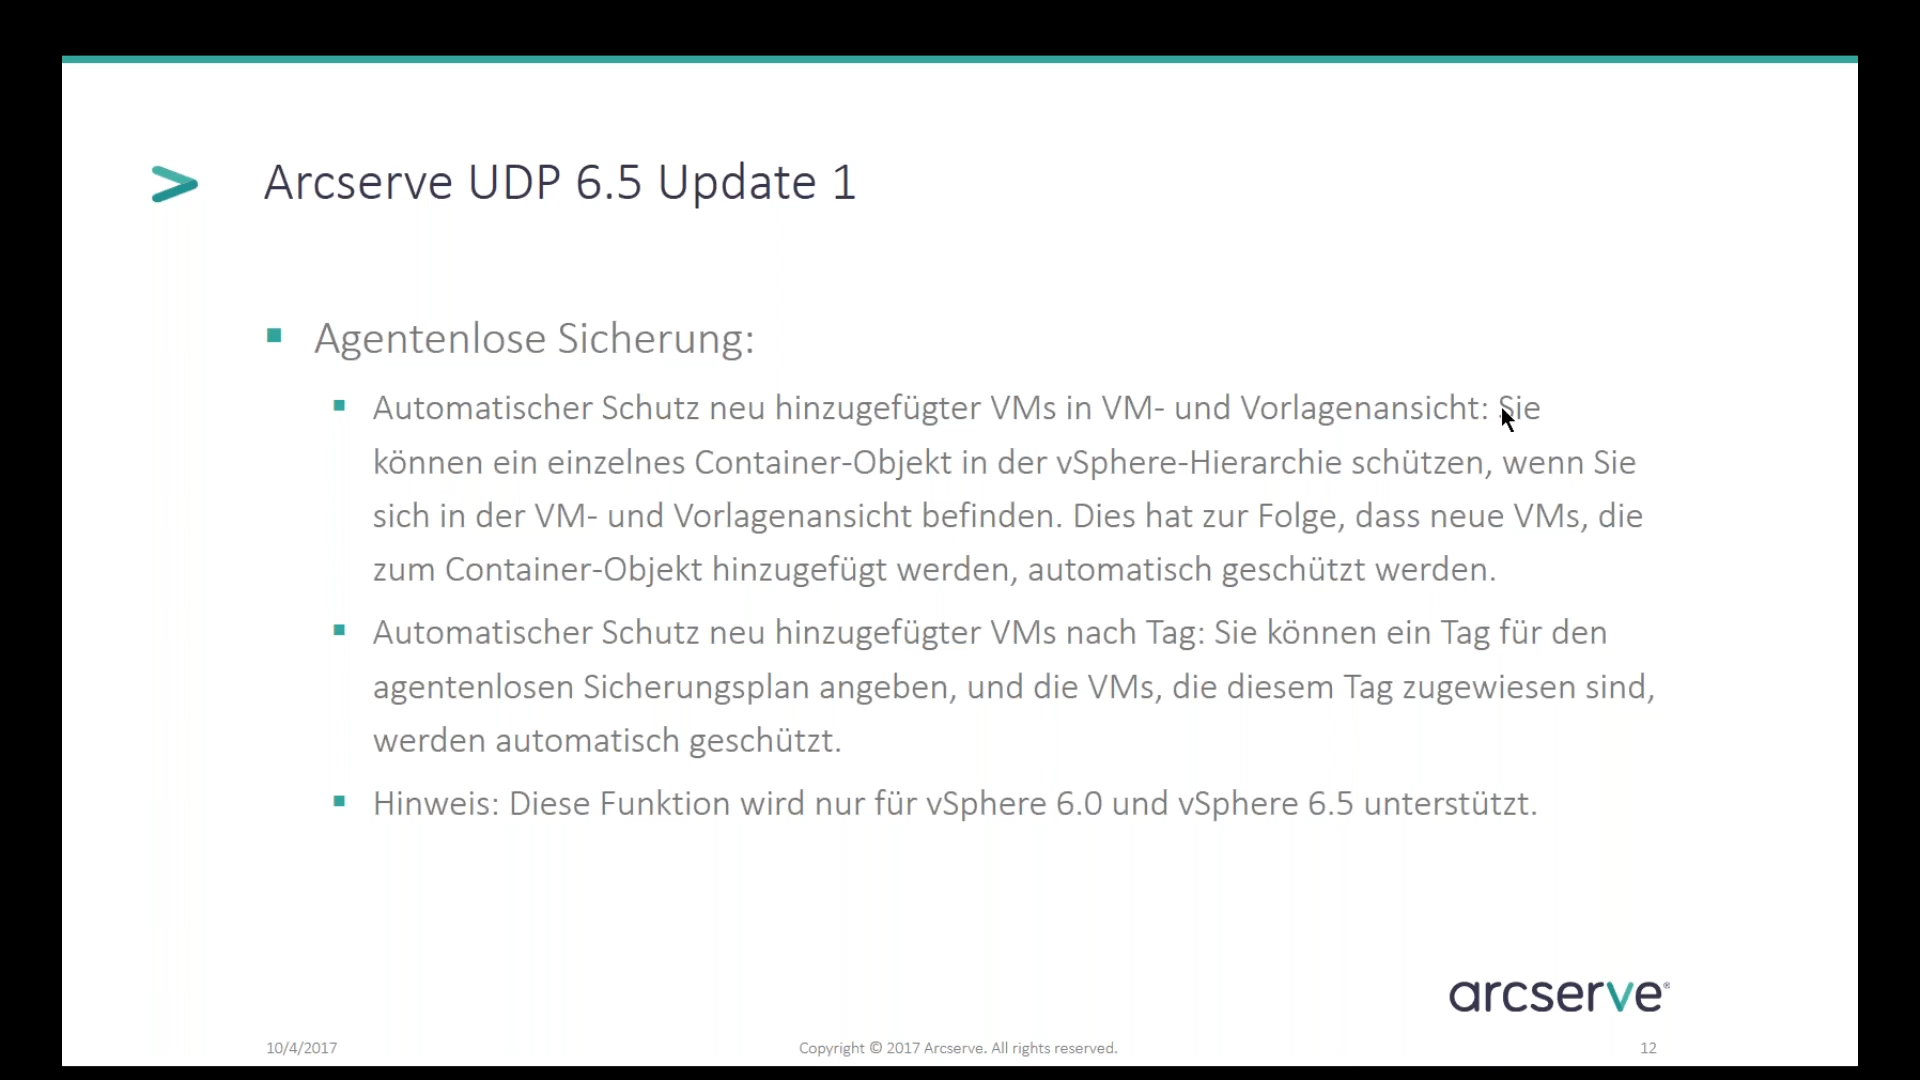 Arcserve UDP 6.5 Update 1
Agentenlose Sicherung:
Automatischer Schutz neu hinzugefügter VMs in VM- und Vorlagenansicht: Sie
können ein einzelnes Container-Objekt in der vSphere-Hierarchie schützen, wenn Sie
sich in der VM- und Vorlagenansicht befinden. Dies hat zur Folge, dass neue VMs, die
zum Container-Objekt hinzugefügt werden, automatisch geschützt werden.
Automatischer Schutz neu hinzugefügter VMs nach Tag: Sie können ein Tag für den
agentenlosen Sicherungsplan angeben, und die VMs, die diesem Tag zugewiesen sind,
werden automatisch geschützt.
Hinweis: Diese Funktion wird nur für vSphere 6.0 und vSphere 6.5 unterstützt.
arcserve®
10/4/2017
Copyright © 2017 Arcserve. All rights reserved.
12